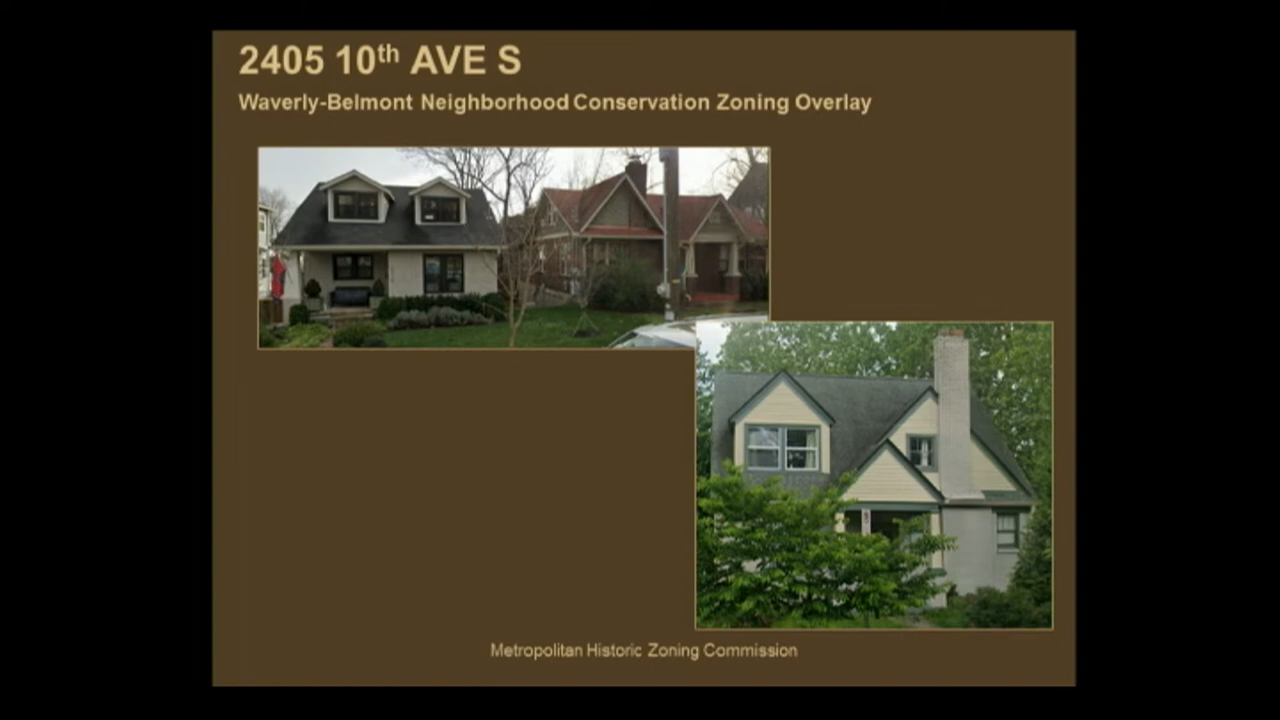 2405 10th AVE S
Waverly-Belmont Neighborhood Conservation Zoning Overlay
Metropolitan Historic Zoning Commission